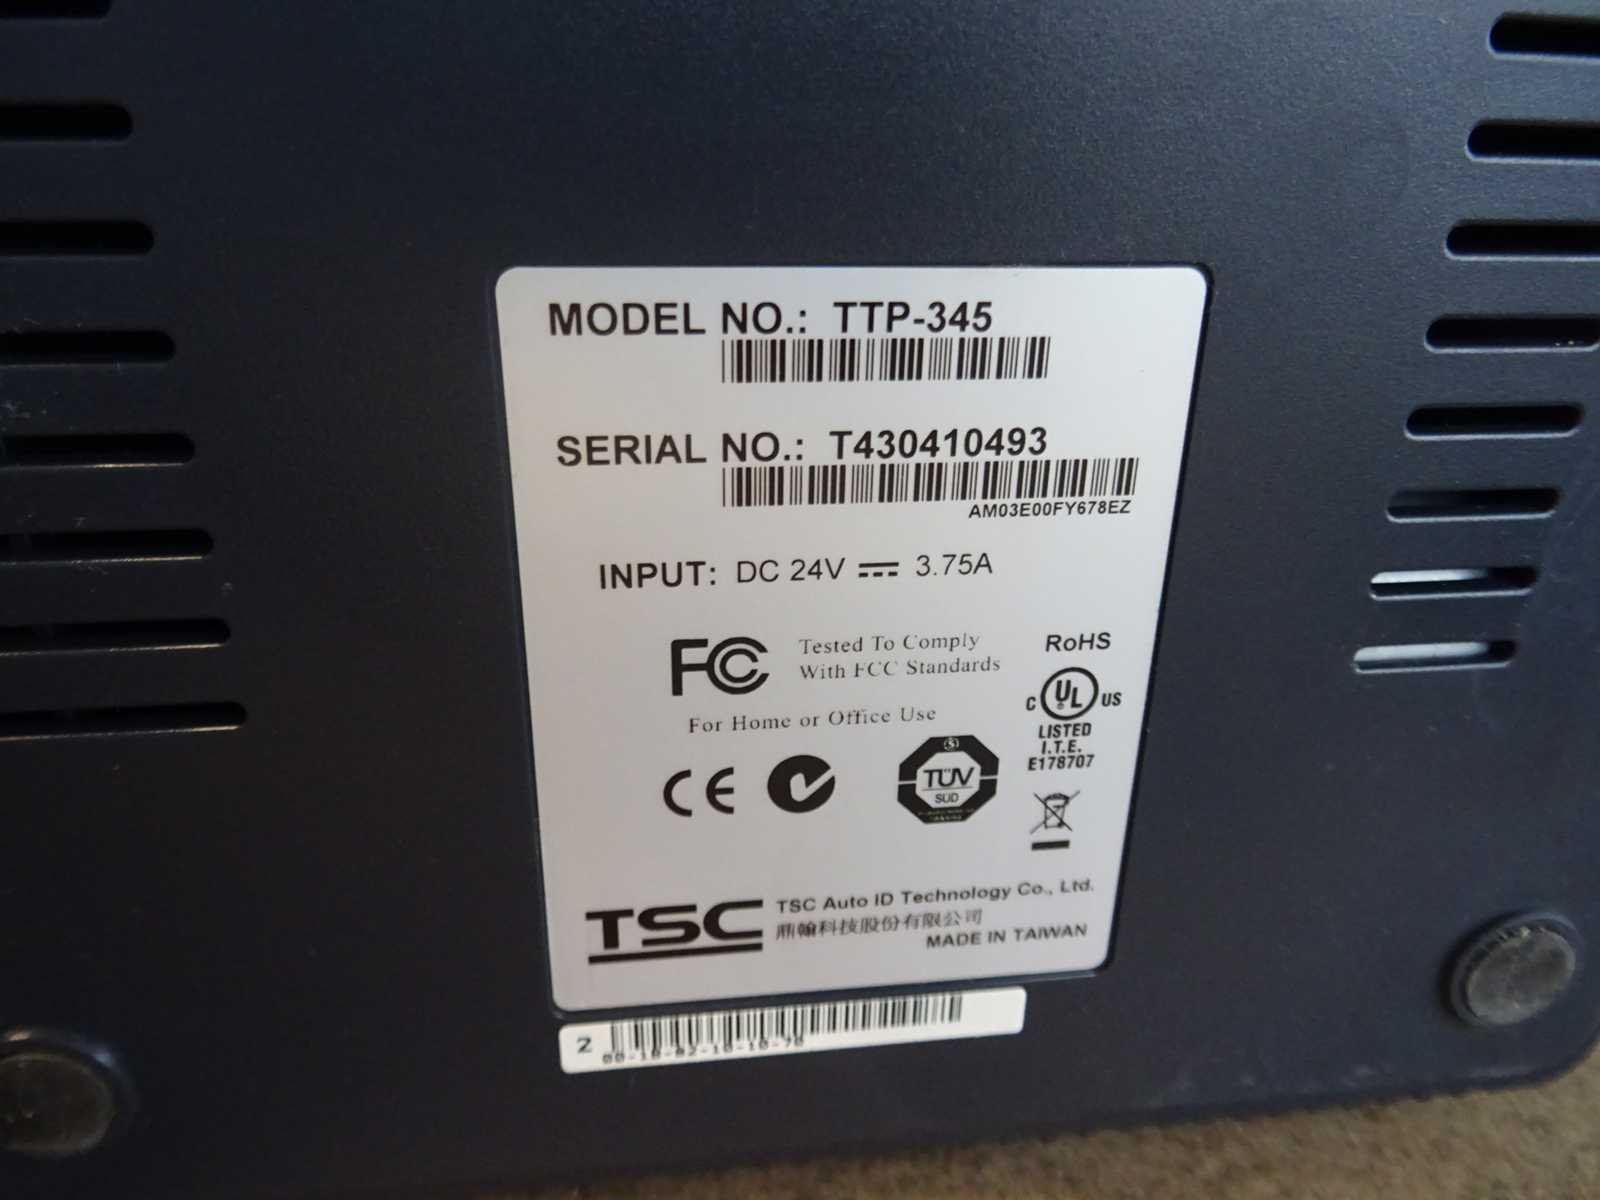 MODEL NO.: TTP-345
SERIAL NO.: T430410493
AM03E00FY678EZ
INPUT: DC 24V ⎓ 3.75A
FC Tested To Comply
With FCC Standards
For Home or Office Use
RoHS
C UL US
LISTED
I.T.E.
E178707
CE
S
TÜV
SÜD
TSC TSC Auto ID Technology Co., Ltd.
鼎翰科技股份有限公司
MADE IN TAIWAN
2